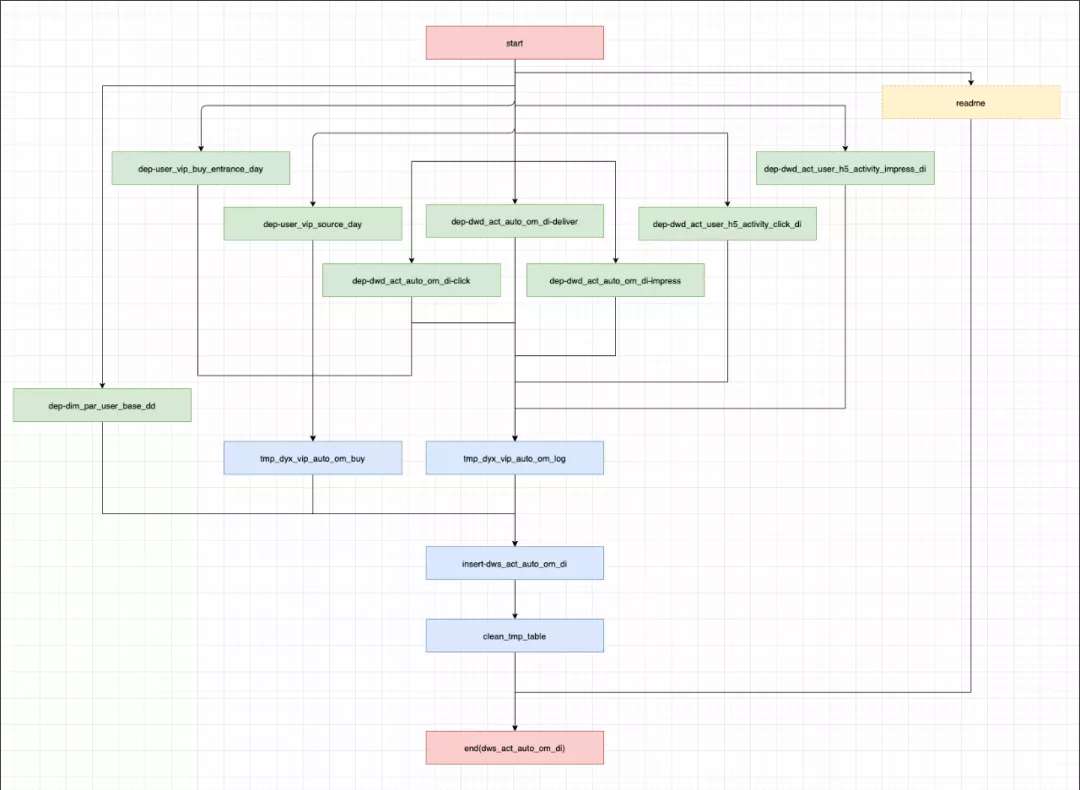 start
readme
dep-user_vip_buy_entrance_day
dep-dwd_act_user_h5_activity_impress_di
dep-user_vip_source_day
dep-dwd_act_auto_om_di-deliver
dep-dwd_act_user_h5_activity_click_di
dep-dwd_act_auto_om_di-click
dep-dwd_act_auto_om_di-impress
dep-dim_par_user_base_dd
tmp_dyx_vip_auto_om_buy
tmp_dyx_vip_auto_om_log
insert-dws_act_auto_om_di
clean_tmp_table
end(dws_act_auto_om_di)